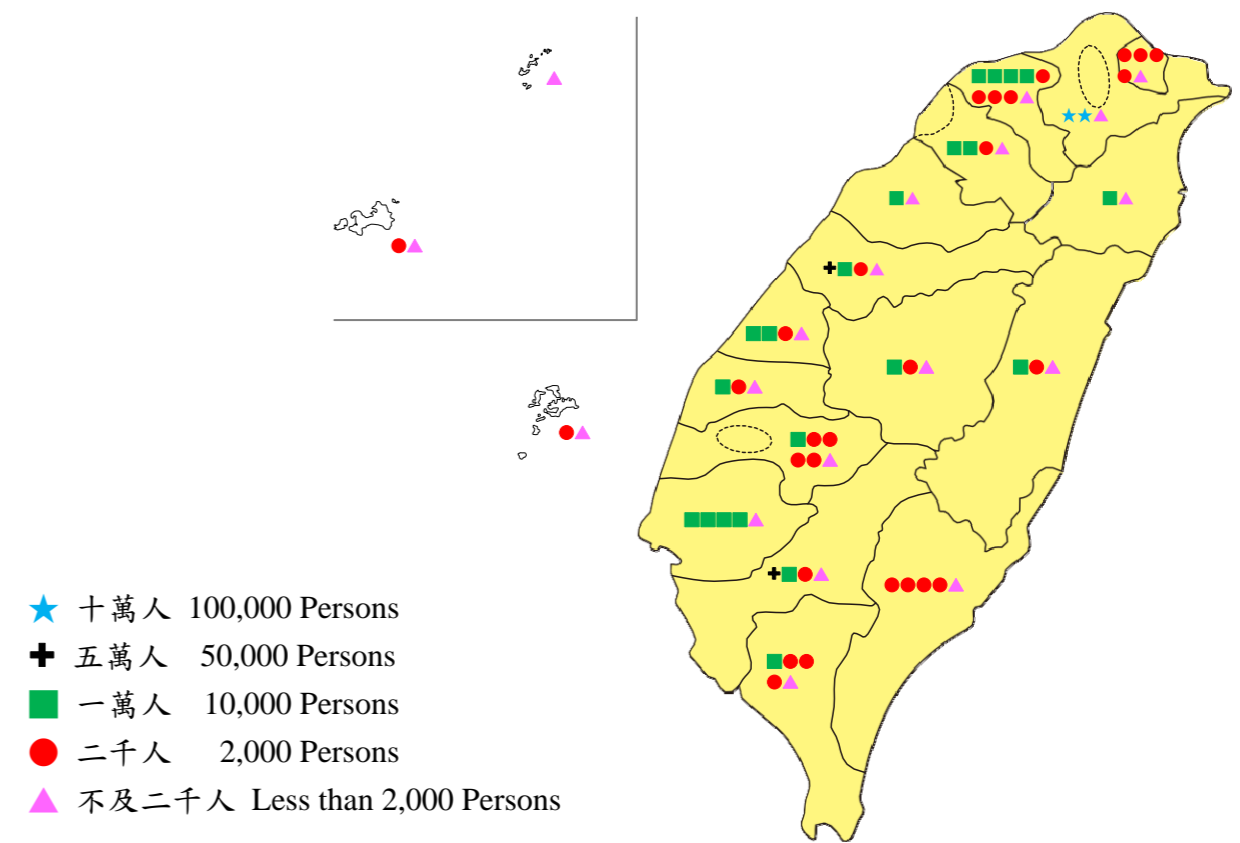 十萬人 100,000 Persons
五萬人 50,000 Persons
一萬人 10,000 Persons
二千人 2,000 Persons
不及二千人 Less than 2,000 Persons